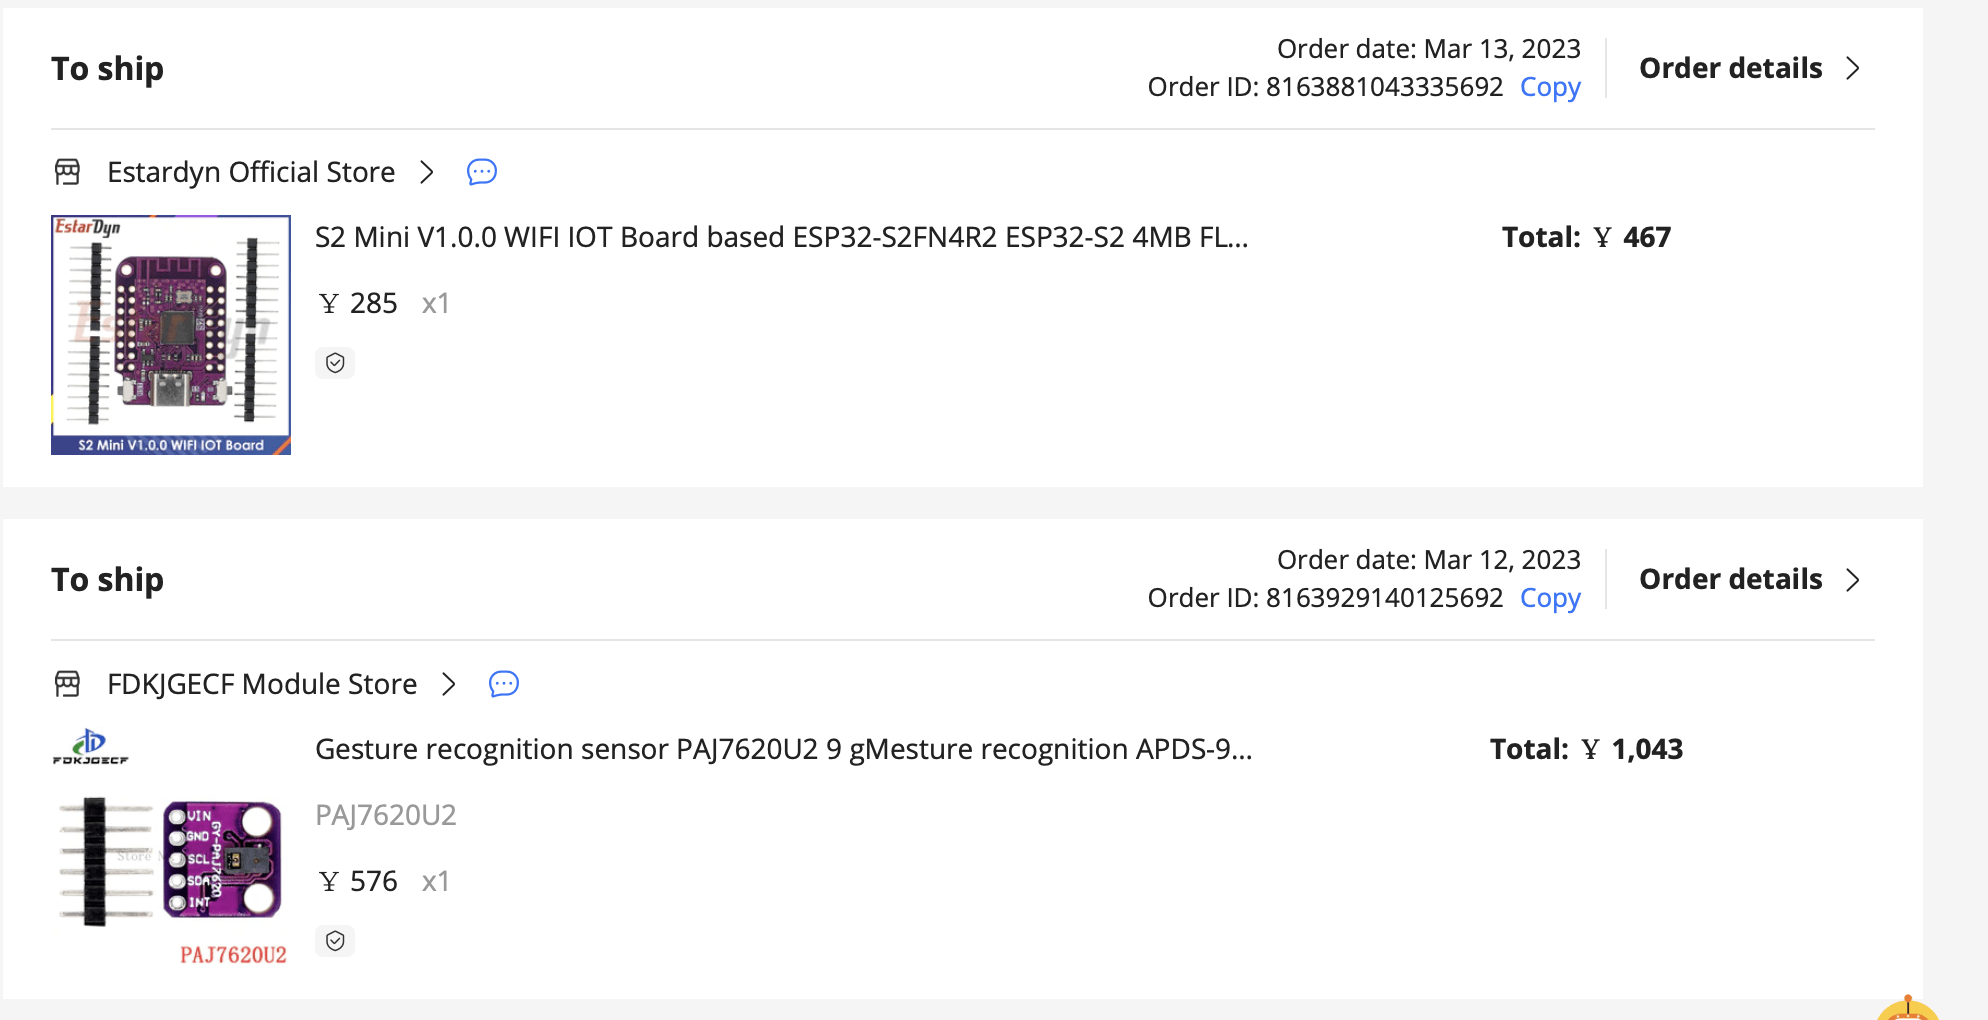 To ship
Order date: Mar 13, 2023
Order ID: 8163881043335692 Copy
Order details
Estardyn Official Store
EstarDyn
S2 Mini V1.0.0 WIFI IOT Board based ESP32-S2FN4R2 ESP32-S2 4MB FL...
Total: ¥ 467
¥ 285 x1
S2 Mini V1.0.0 WIFI IOT Board
To ship
Order date: Mar 12, 2023
Order ID: 8163929140125692 Copy
Order details
FDKJGECF Module Store
FDKJGECF
Gesture recognition sensor PAJ7620U2 9 gMesture recognition APDS-9...
Total: ¥ 1,043
PAJ7620U2
¥ 576 x1
VIN
GND
SCL
SDA
INT
GY-PAJ7620
Store
PAJ7620U2